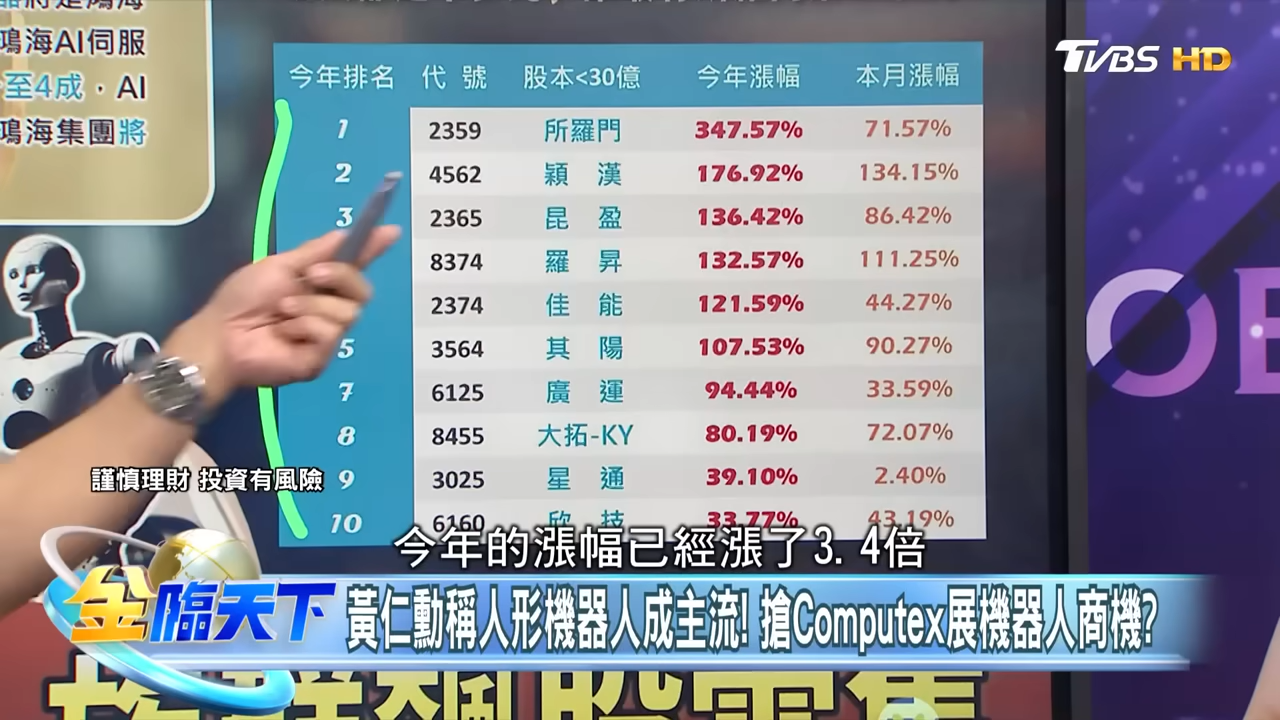 鴻海AI伺服
至4成，AI
鴻海集團將
TVBS HD
今年排名 代號 股本<30億 今年漲幅 本月漲幅
1 2359 所羅門 347.57% 71.57%
2 4562 穎漢 176.92% 134.15%
3 2365 昆盈 136.42% 86.42%
8374 羅昇 132.57% 111.25%
2374 佳能 121.59% 44.27%
5 3564 其陽 107.53% 90.27%
7 6125 廣運 94.44% 33.59%
8 8455 大拓-KY 80.19% 72.07%
9 3025 星通 39.10% 2.40%
10 6160 欣技 33.77% 43.19%
謹慎理財 投資有風險
今年的漲幅已經漲了3.4倍
金臨天下
黃仁勳稱人形機器人成主流! 搶Computex展機器人商機?